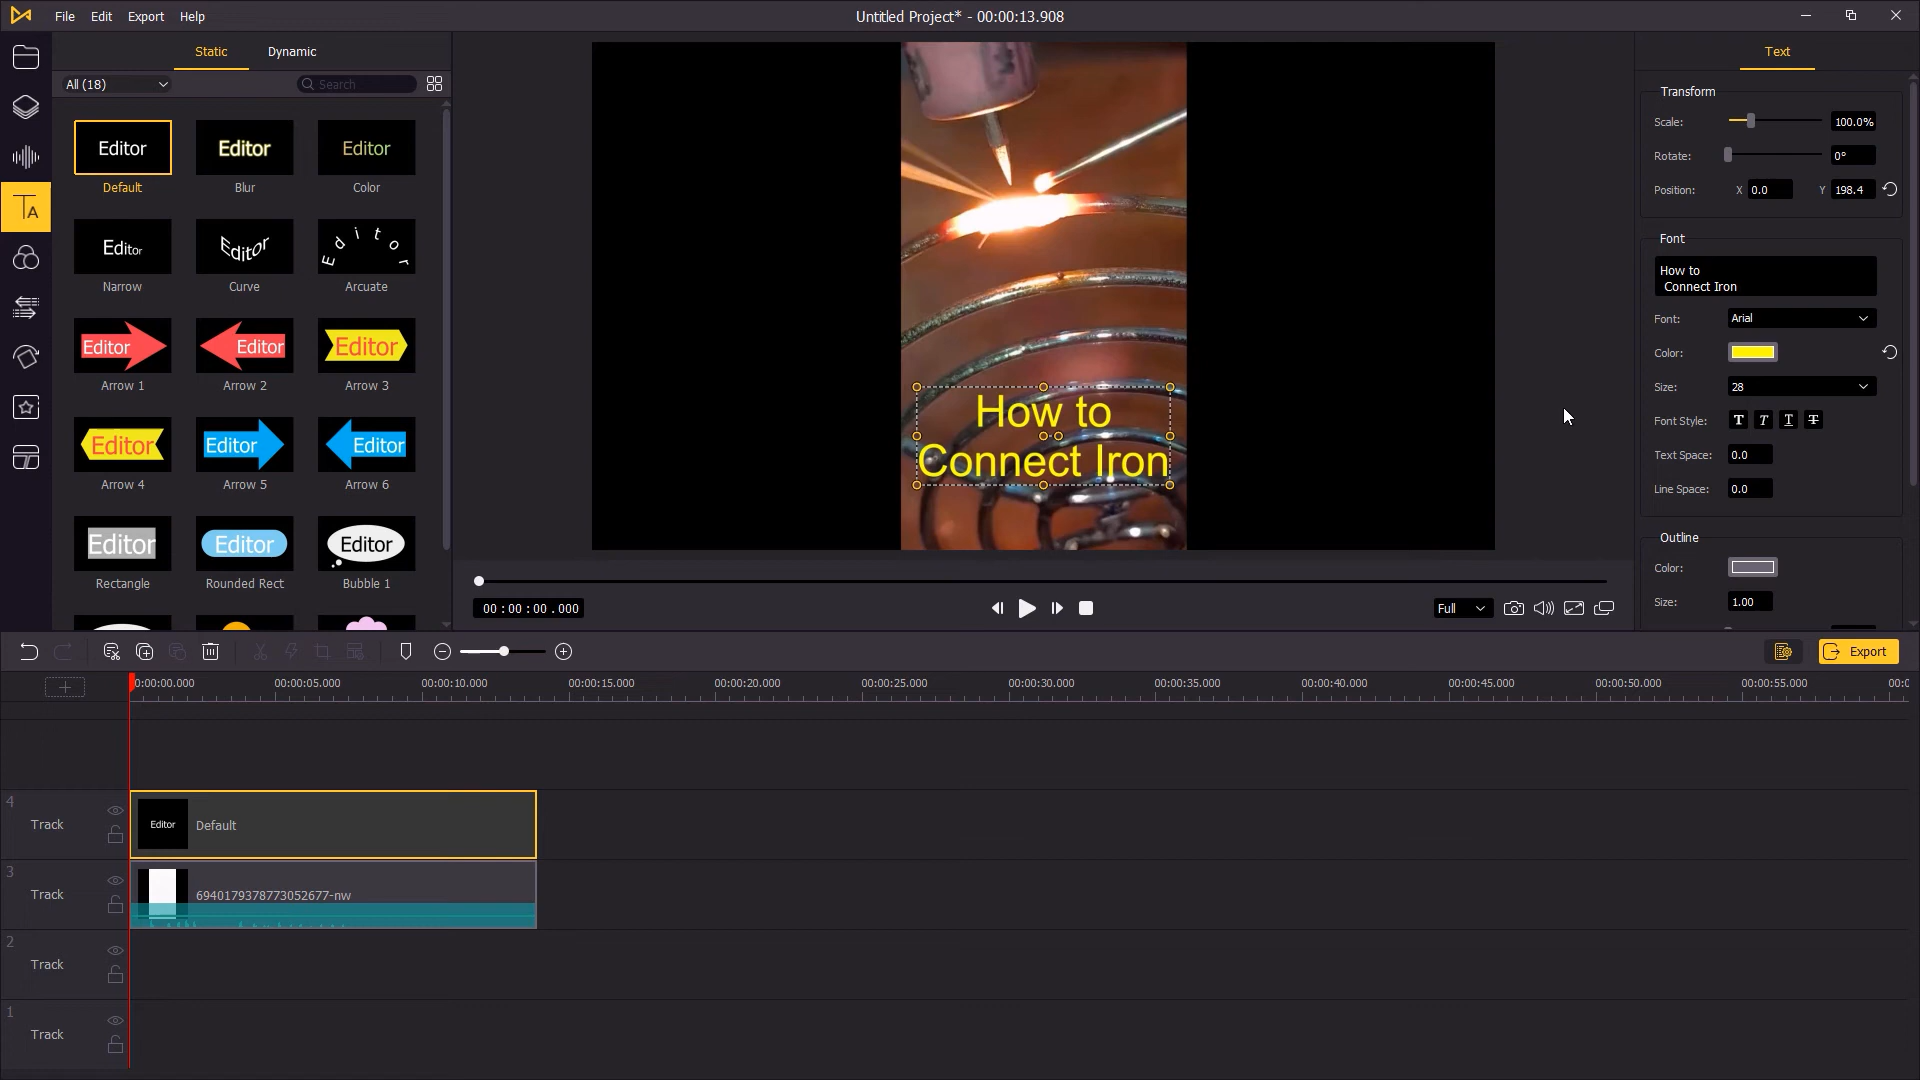 File Edit Export Help
Untitled Project* - 00:00:13.908
Static Dynamic
All (18)
Search
Editor Editor Editor
Default Blur Color
Editor Editor Editor
Narrow Curve Arcuate
Editor Editor Editor
Arrow 1 Arrow 2 Arrow 3
Editor Editor Editor
Arrow 4 Arrow 5 Arrow 6
Editor Editor Editor
Rectangle Rounded Rect Bubble 1
How to
Connect Iron
00:00:00.000
Full
Text
Transform
Scale: 100.0%
Rotate: 0°
Position: X 0.0 Y 198.4
Font
How to
Connect Iron
Font: Arial
Color:
Size: 28
Font Style: T T T T
Text Space: 0.0
Line Space: 0.0
Outline
Color:
Size: 1.00
Export
0:00:00.000 00:00:05.000 00:00:10.000 00:00:15.000 00:00:20.000 00:00:25.000 00:00:30.000 00:00:35.000 00:00:40.000 00:00:45.000 00:00:50.000 00:00:55.000
4
Track
Editor Default
3
Track
6940179378773052677-nw
2
Track
1
Track